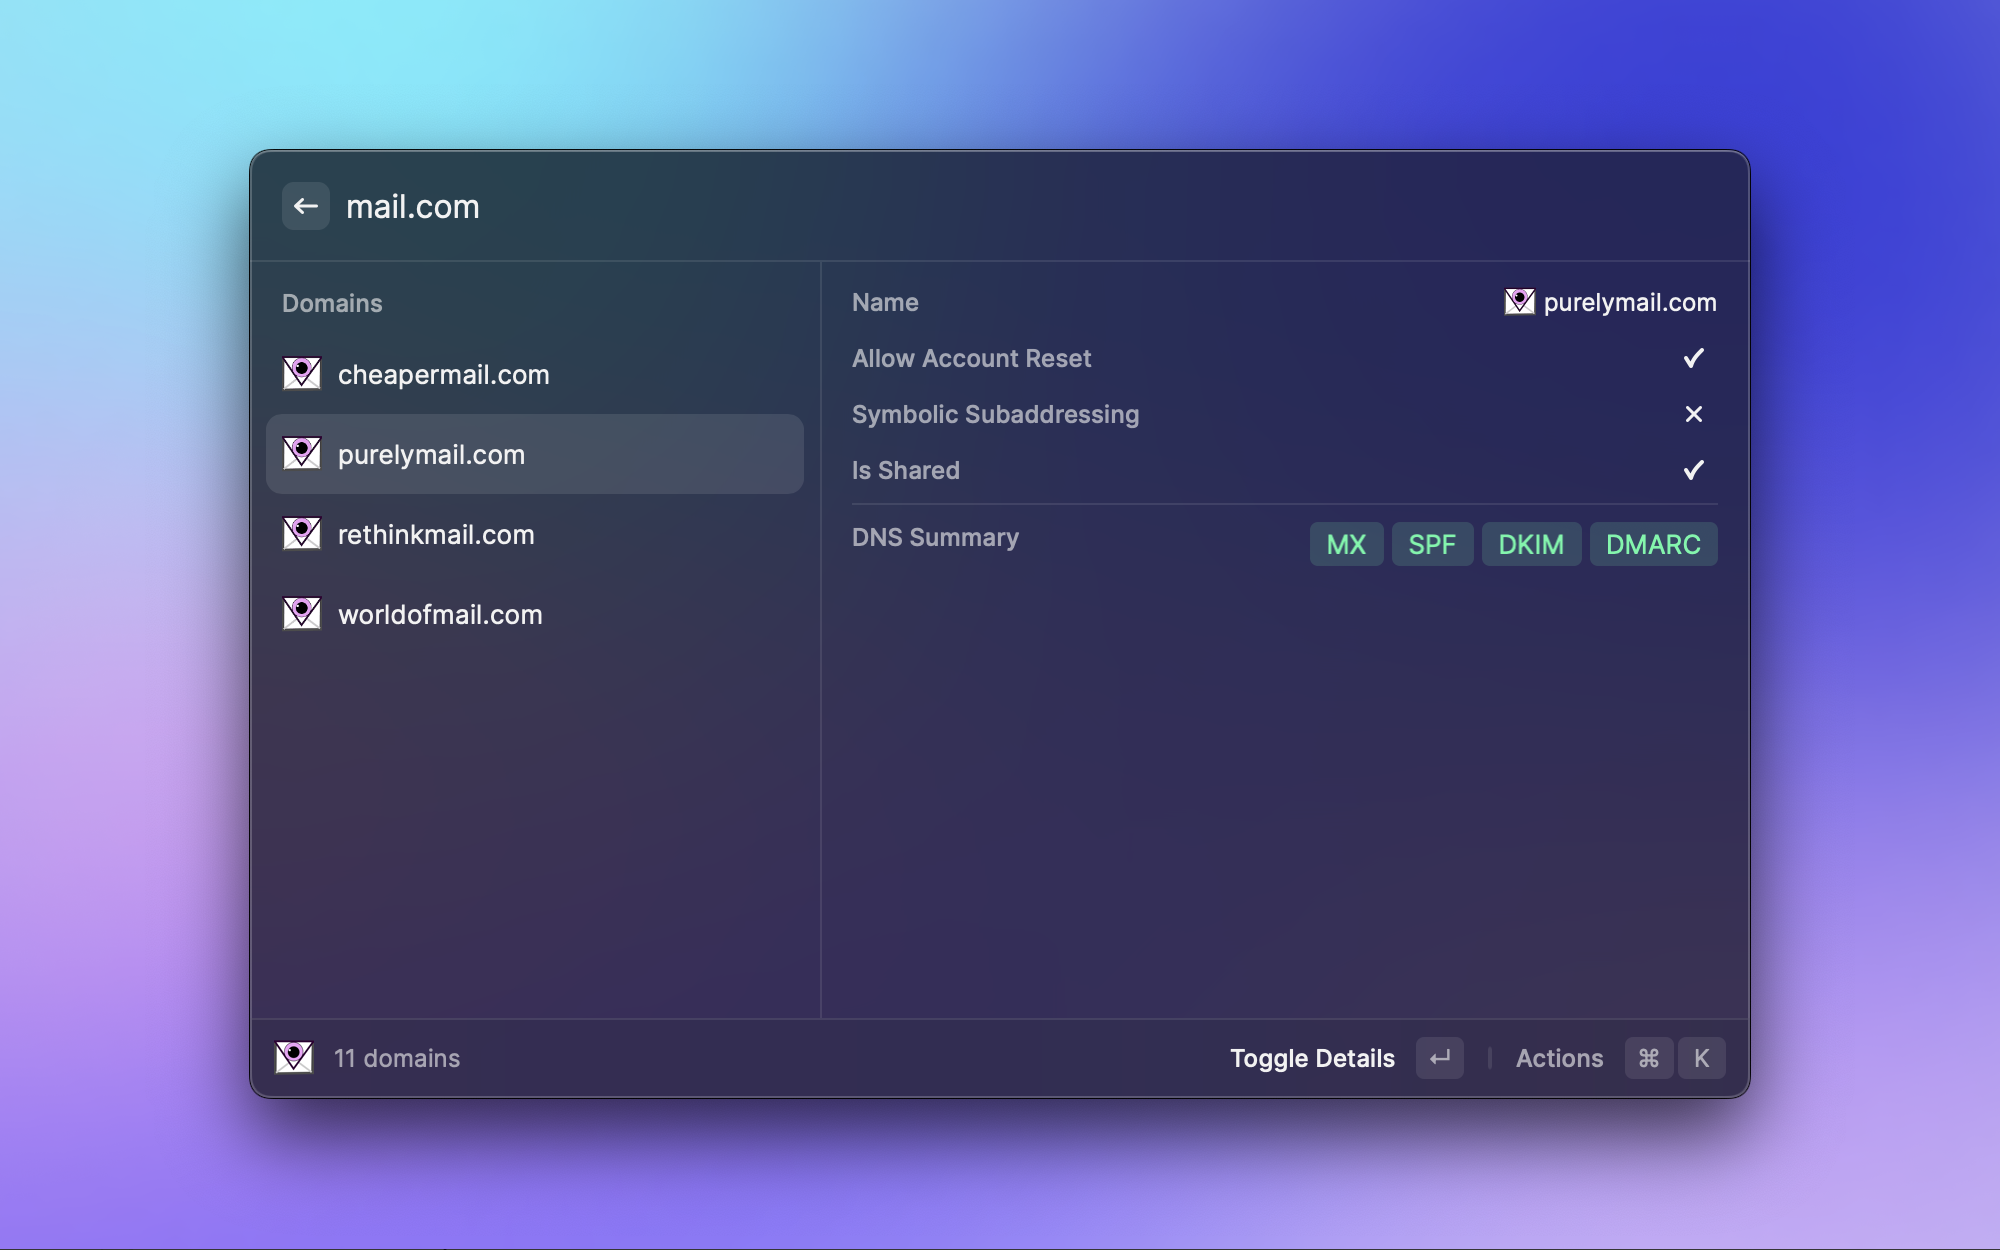 mail.com
Domains
cheapermail.com
purelymail.com
rethinkmail.com
worldofmail.com
Name purelymail.com
Allow Account Reset ✓
Symbolic Subaddressing ✕
Is Shared ✓
DNS Summary MX SPF DKIM DMARC
11 domains Toggle Details ↵ Actions ⌘ K